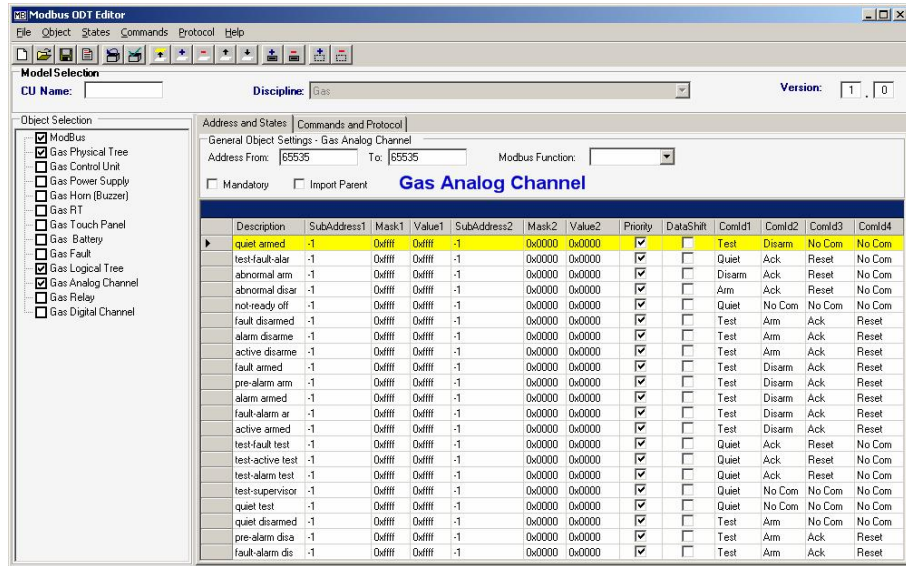 Modbus ODT Editor
File Object States Commands Protocol Help
Model Selection
CU Name: Discipline: Gas Version: 1 . 0
Object Selection
ModBus
Gas Physical Tree
Gas Control Unit
Gas Power Supply
Gas Horn (Buzzer)
Gas RT
Gas Touch Panel
Gas Battery
Gas Fault
Gas Logical Tree
Gas Analog Channel
Gas Relay
Gas Digital Channel
Address and States Commands and Protocol
General Object Settings - Gas Analog Channel
Address From: 65535 To: 65535 Modbus Function:
Mandatory Import Parent Gas Analog Channel
Description SubAddress1 Mask1 Value1 SubAddress2 Mask2 Value2 Priority DataShift ComId1 ComId2 ComId3 ComId4
quiet armed -1 0xffff 0xffff -1 0x0000 0x0000 Test Disarm No Com No Com
test-fault-alar -1 0xffff 0xffff -1 0x0000 0x0000 Quiet Ack Reset No Com
abnormal arm -1 0xffff 0xffff -1 0x0000 0x0000 Disarm Ack Reset No Com
abnormal disar -1 0xffff 0xffff -1 0x0000 0x0000 Arm Ack Reset No Com
not-ready off -1 0xffff 0xffff -1 0x0000 0x0000 Quiet No Com No Com No Com
fault disarmed -1 0xffff 0xffff -1 0x0000 0x0000 Test Arm Ack Reset
alarm disarme -1 0xffff 0xffff -1 0x0000 0x0000 Test Arm Ack Reset
active disarme -1 0xffff 0xffff -1 0x0000 0x0000 Test Arm Ack Reset
fault armed -1 0xffff 0xffff -1 0x0000 0x0000 Test Disarm Ack Reset
pre-alarm arm -1 0xffff 0xffff -1 0x0000 0x0000 Test Disarm Ack Reset
alarm armed -1 0xffff 0xffff -1 0x0000 0x0000 Test Disarm Ack Reset
fault-alarm ar -1 0xffff 0xffff -1 0x0000 0x0000 Test Disarm Ack Reset
active armed -1 0xffff 0xffff -1 0x0000 0x0000 Test Disarm Ack Reset
test-fault test -1 0xffff 0xffff -1 0x0000 0x0000 Quiet Ack Reset No Com
test-active test -1 0xffff 0xffff -1 0x0000 0x0000 Quiet Ack Reset No Com
test-alarm test -1 0xffff 0xffff -1 0x0000 0x0000 Quiet Ack Reset No Com
test-supervisor -1 0xffff 0xffff -1 0x0000 0x0000 Quiet No Com No Com No Com
quiet test -1 0xffff 0xffff -1 0x0000 0x0000 Quiet No Com No Com No Com
quiet disarmed -1 0xffff 0xffff -1 0x0000 0x0000 Test Arm No Com No Com
pre-alarm disa -1 0xffff 0xffff -1 0x0000 0x0000 Test Arm Ack Reset
fault-alarm dis -1 0xffff 0xffff -1 0x0000 0x0000 Test Arm Ack Reset